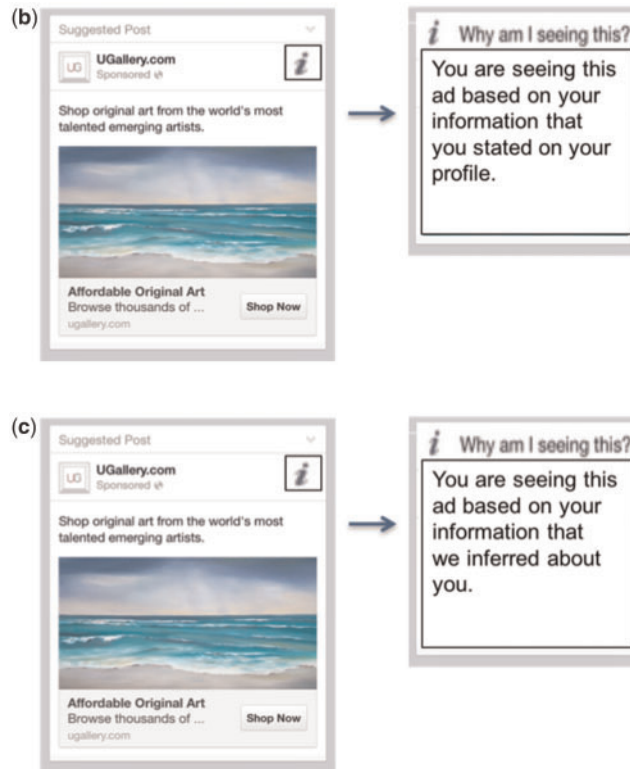 (b)
Suggested Post
UG
UGallery.com
Sponsored
i
Shop original art from the world's most
talented emerging artists.
Affordable Original Art
Browse thousands of ...
Shop Now
ugallery.com
i Why am I seeing this?
You are seeing this
ad based on your
information that
you stated on your
profile.
(c)
Suggested Post
UG
UGallery.com
Sponsored
i
Shop original art from the world's most
talented emerging artists.
Affordable Original Art
Browse thousands of ...
Shop Now
ugallery.com
i Why am I seeing this?
You are seeing this
ad based on your
information that
we inferred about
you.